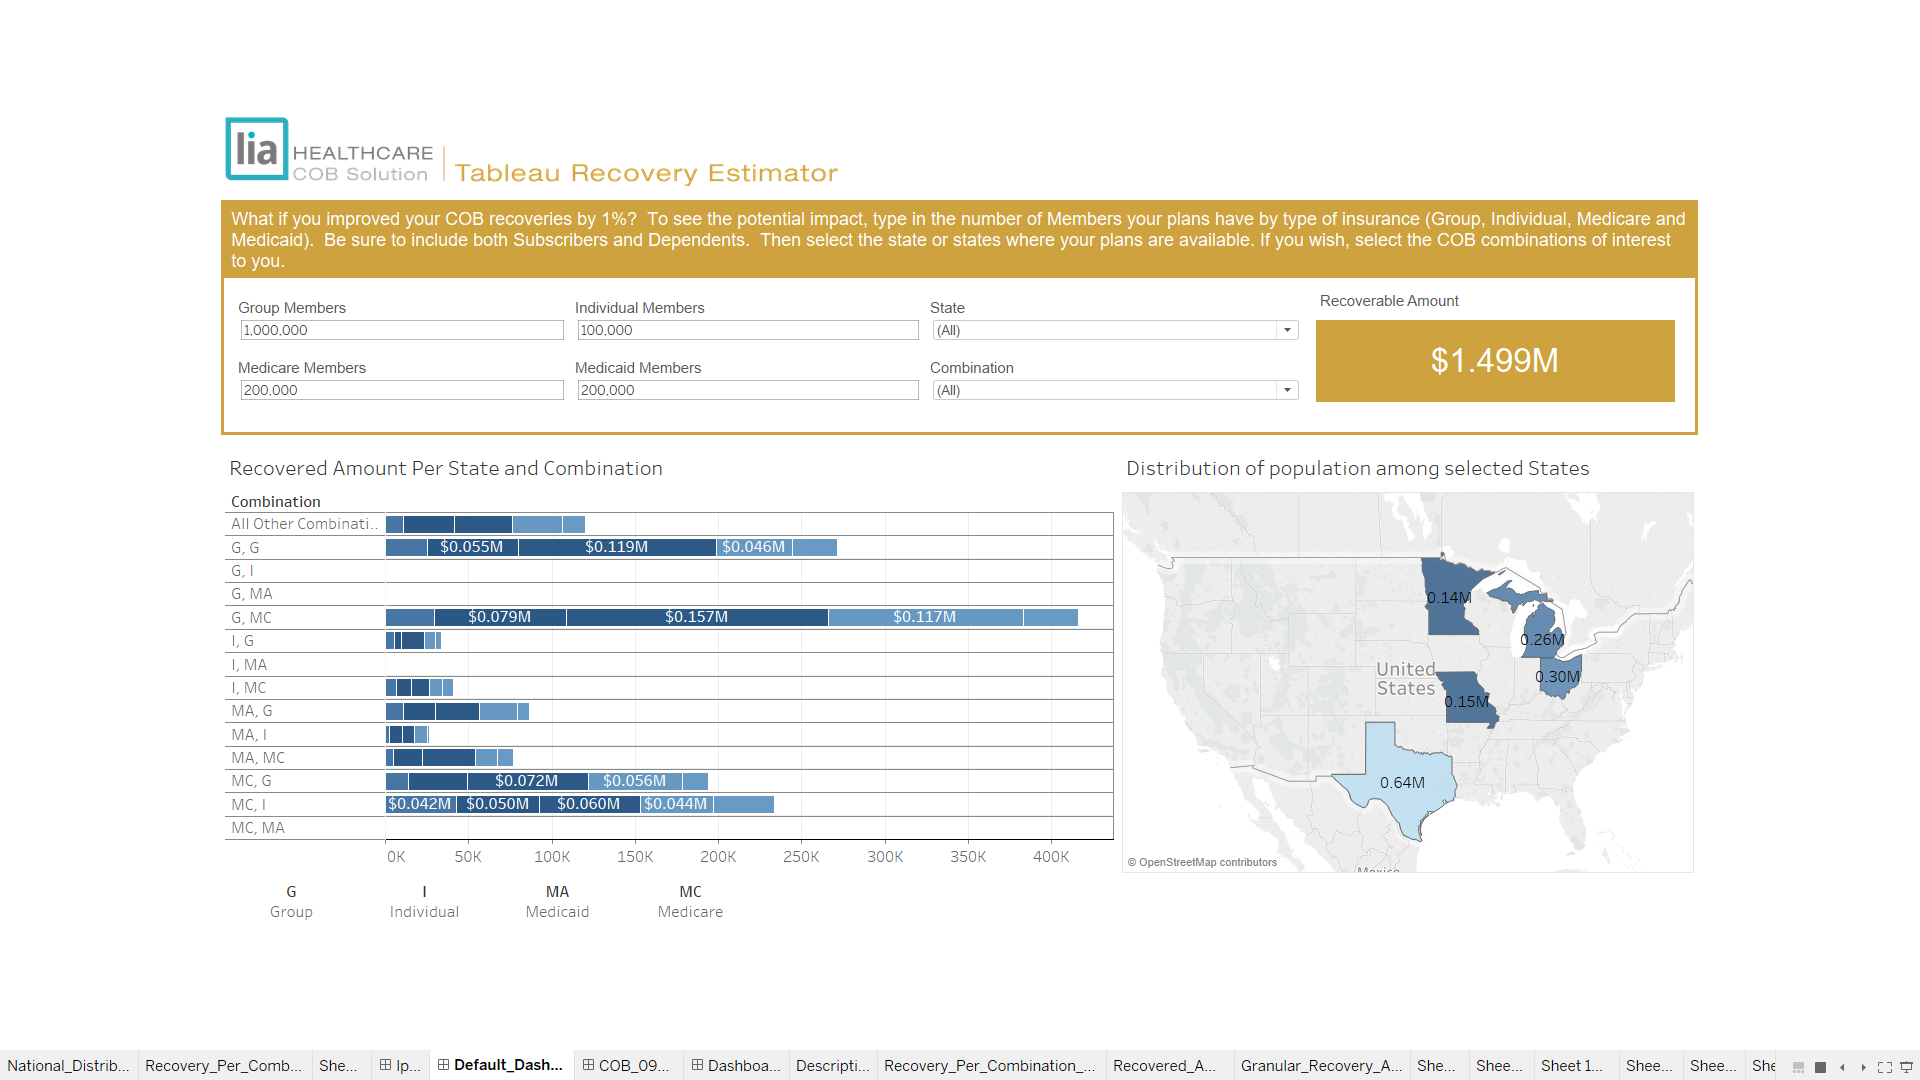 lia HEALTHCARE
COB Solution
Tableau Recovery Estimator
What if you improved your COB recoveries by 1%?  To see the potential impact, type in the number of Members your plans have by type of insurance (Group, Individual, Medicare and
Medicaid).  Be sure to include both Subscribers and Dependents.  Then select the state or states where your plans are available. If you wish, select the COB combinations of interest
to you.
Group Members
Individual Members
State
Recoverable Amount
1,000,000
100,000
(All)
$1.499M
Medicare Members
Medicaid Members
Combination
200,000
200,000
(All)
Recovered Amount Per State and Combination
Combination
All Other Combinati..
G, G $0.055M $0.119M $0.046M
G, I
G, MA
G, MC $0.079M $0.157M $0.117M
I, G
I, MA
I, MC
MA, G
MA, I
MA, MC
MC, G $0.072M $0.056M
MC, I $0.042M $0.050M $0.060M $0.044M
MC, MA
0K 50K 100K 150K 200K 250K 300K 350K 400K
G I MA MC
Group Individual Medicaid Medicare
Distribution of population among selected States
0.14M
0.26M
United
States
0.30M
0.15M
0.64M
© OpenStreetMap contributors
Mexico
National_Distrib... Recovery_Per_Comb... She... Ip... Default_Dash... COB_09... Dashboa... Descripti... Recovery_Per_Combination_... Recovered_A... Granular_Recovery_A... She... Shee... Sheet 1... Shee... Shee... She